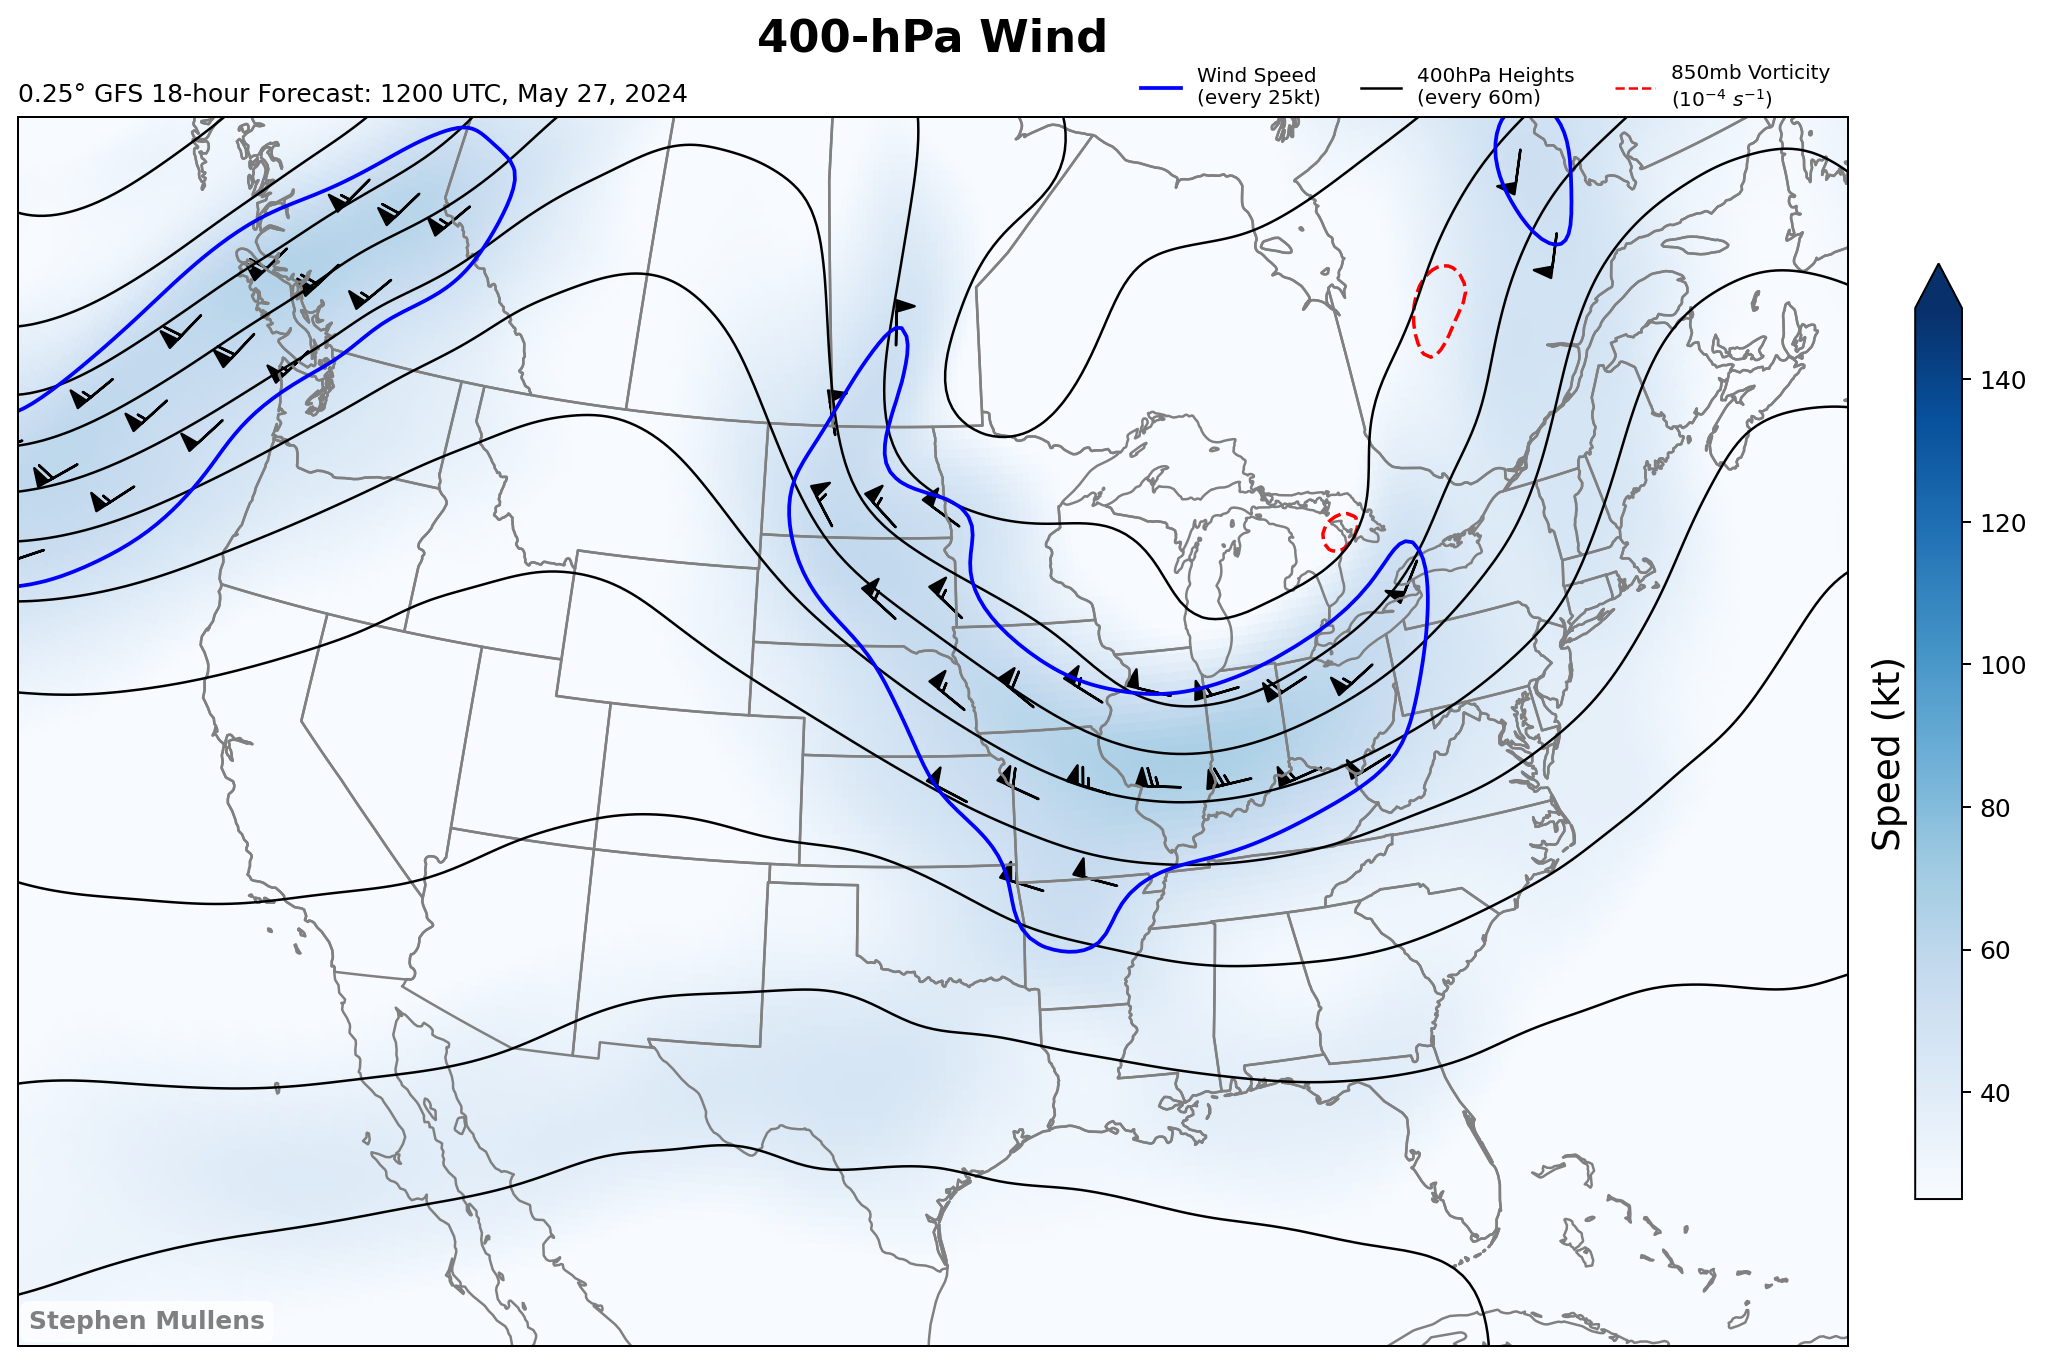 400-hPa Wind
0.25° GFS 18-hour Forecast: 1200 UTC, May 27, 2024
Wind Speed
(every 25kt)
400hPa Heights
(every 60m)
850mb Vorticity
(10⁻⁴ s⁻¹)
140
120
100
80
60
40
Speed (kt)
Stephen Mullens